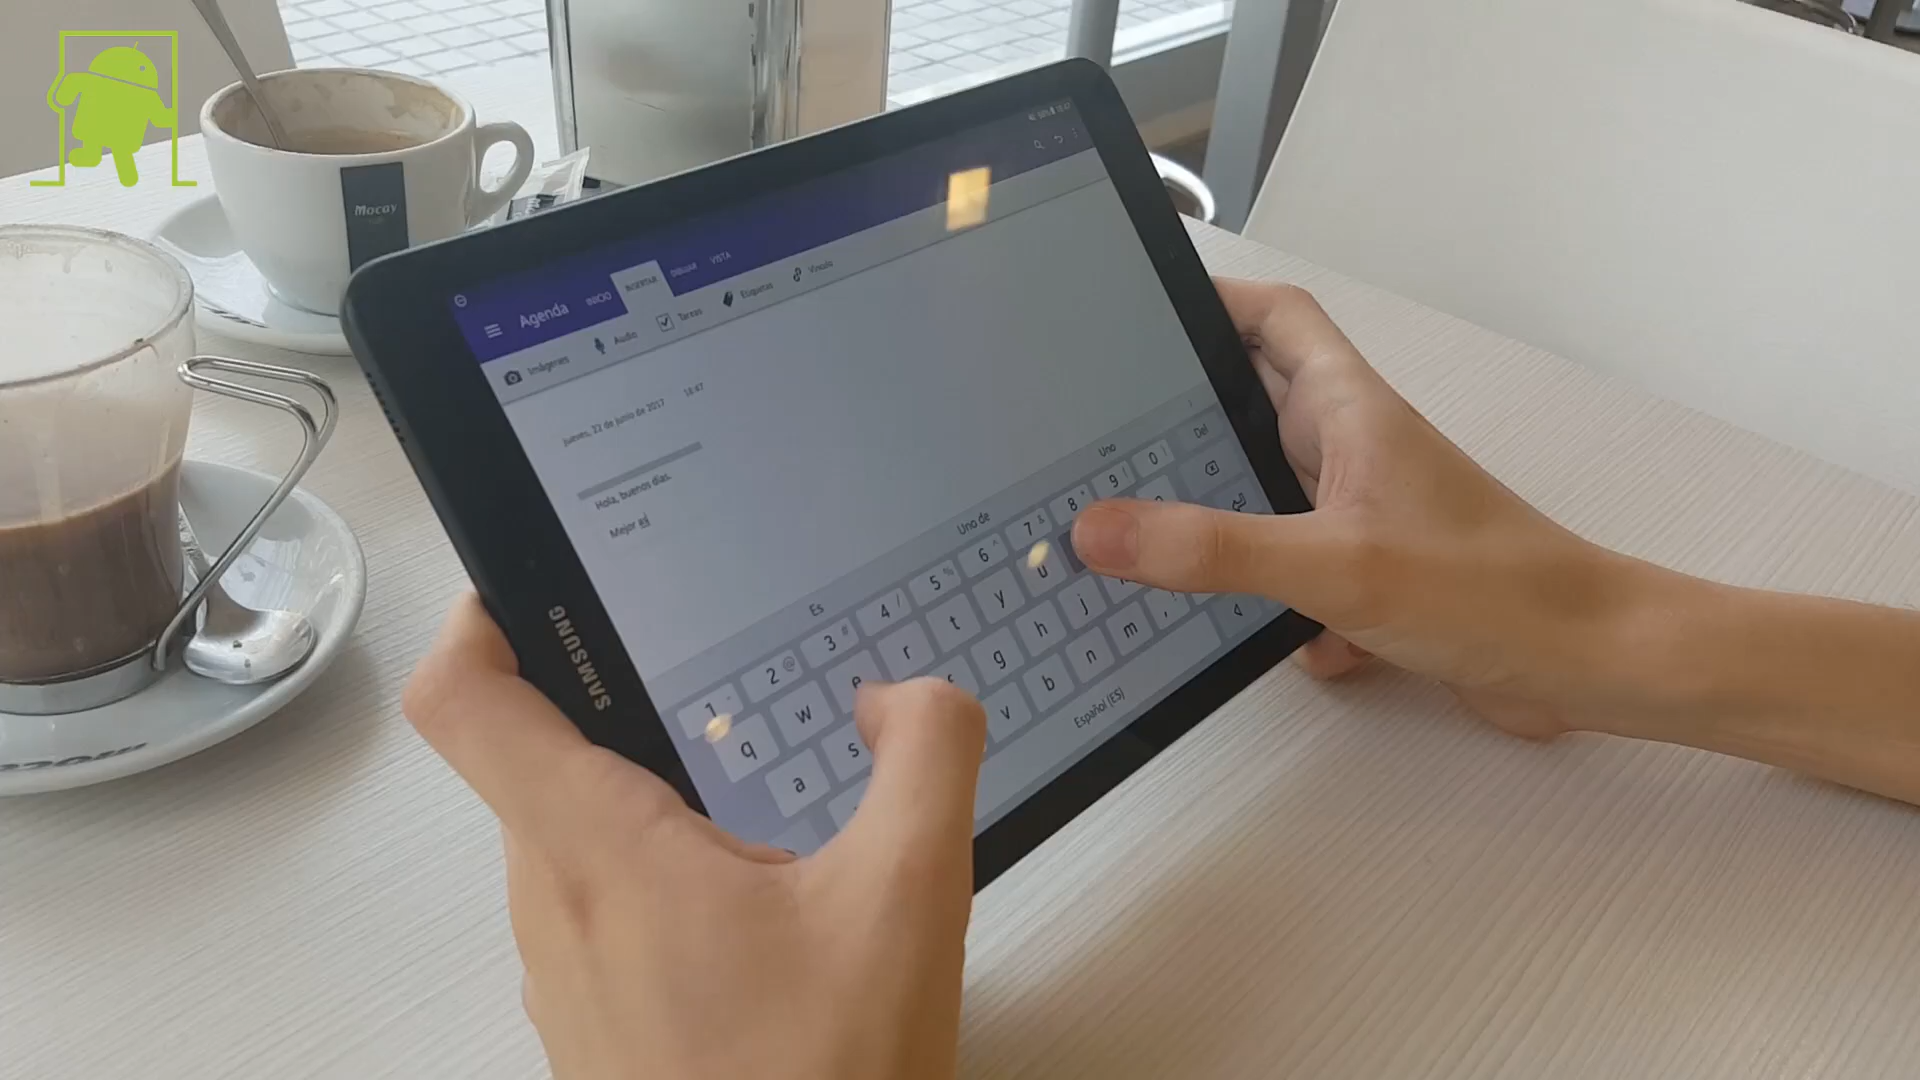 Mocay
Agenda
INICIO
INSERTAR
DIBUJAR
VISTA
Imágenes
Audio
Tareas
Etiquetas
Vínculo
jueves, 22 de junio de 2017 18:47
Hola, buenos días.
Mejor es
Es
Uno de
Uno
1 2 @ 3 # 4 / 5 % 6 ^ 7 & 8 * 9 ( 0 )
Del
q w e r t y u
a s g h j
v b n m , !
Español (ES)
SAMSUNG